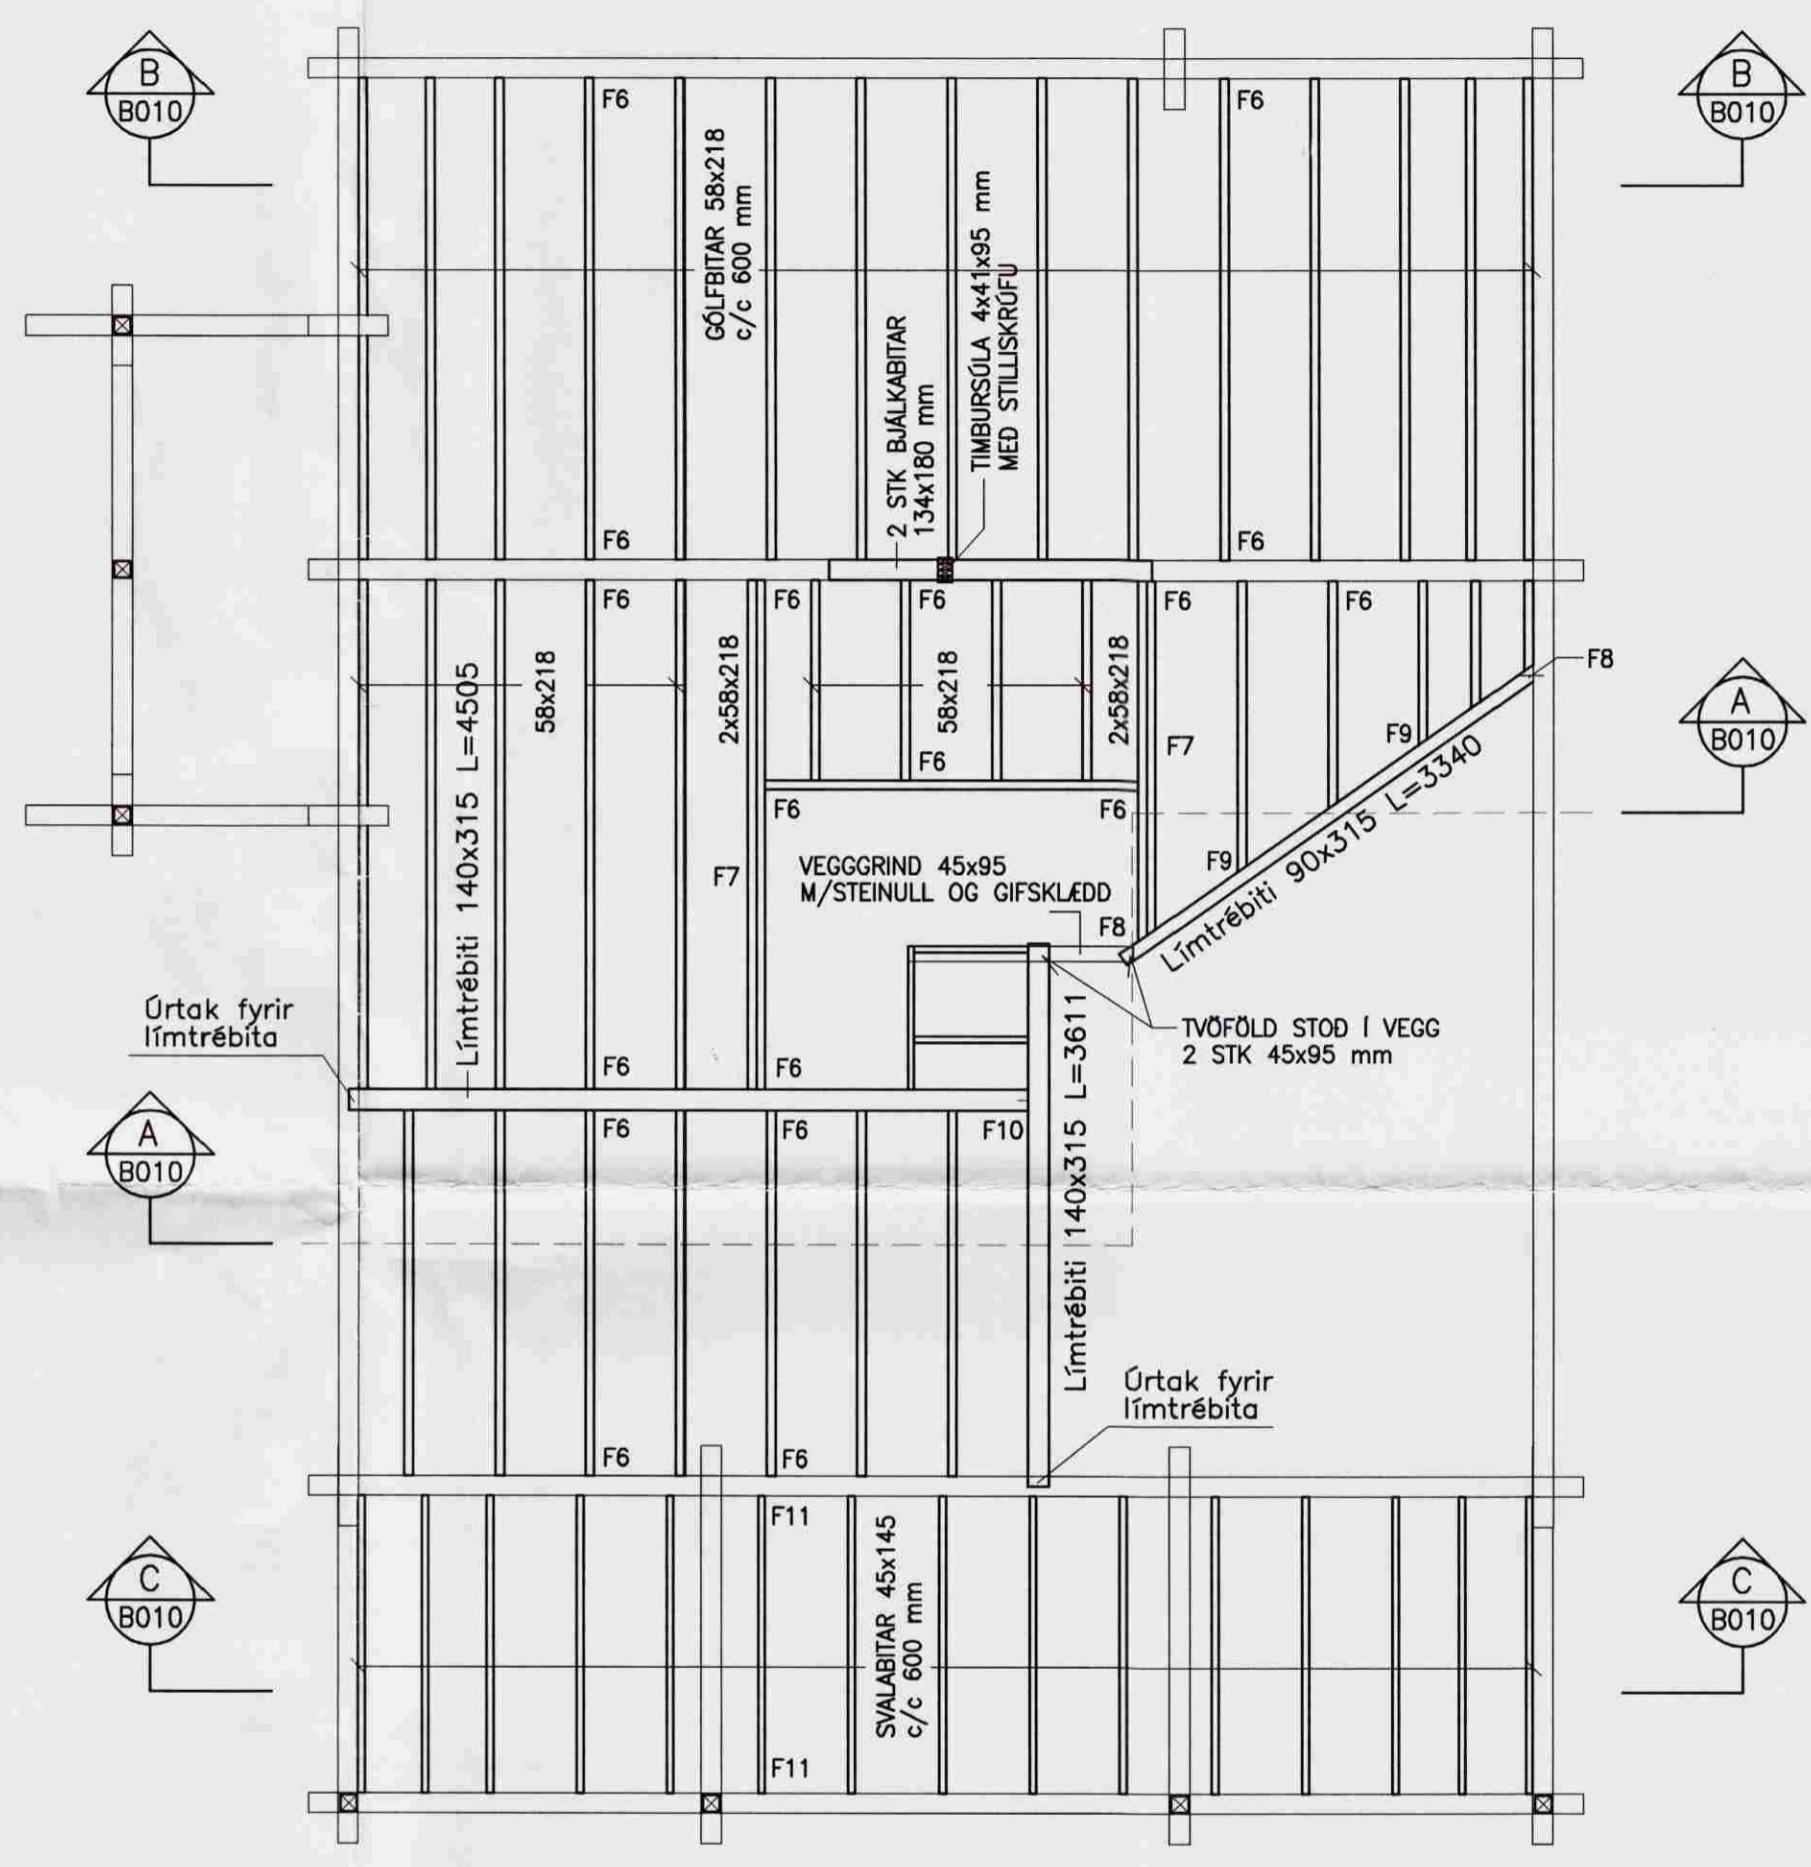 B
B010
B
B010
F6
F6
GÓLFBITAR 58x218
c/c 600 mm
TIMBURSÚLA 4x41x95 mm
MEÐ STILLISKRÚFU
2 STK BJÁLKABITAR
134x180 mm
F6
F6
F6
F6
F6
F6
F6
Límtrébiti 140x315 L=4505
58x218
2x58x218
58x218
2x58x218
F8
A
B010
F7
F9
F6
F6
F6
Límtrébiti 90x315 L=3340
VEGGGRIND 45x95
M/STEINULL OG GIFSKLÆDD
F7
F9
F8
Úrtak fyrir
límtrébita
TVÖFÖLD STOÐ Í VEGG
2 STK 45x95 mm
F6
F6
A
B010
F6
F6
F10
Límtrébiti 140x315 L=3611
Úrtak fyrir
límtrébita
F6
F6
F11
SVALABITAR 45x145
c/c 600 mm
C
B010
C
B010
F11